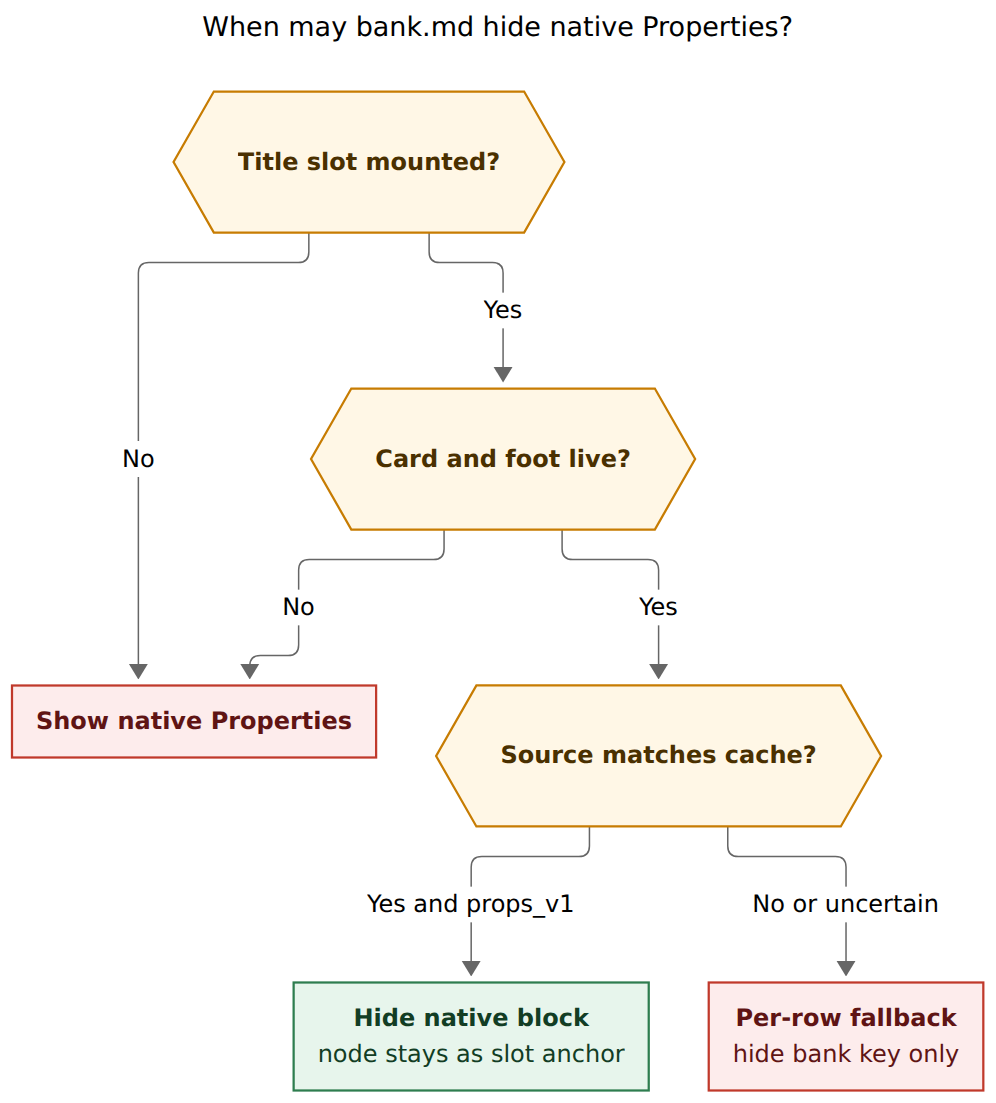 When may bank.md hide native Properties?
Title slot mounted?
Yes
No
Card and foot live?
No
Yes
Show native Properties
Source matches cache?
Yes and props_v1
No or uncertain
Hide native block
node stays as slot anchor
Per-row fallback
hide bank key only